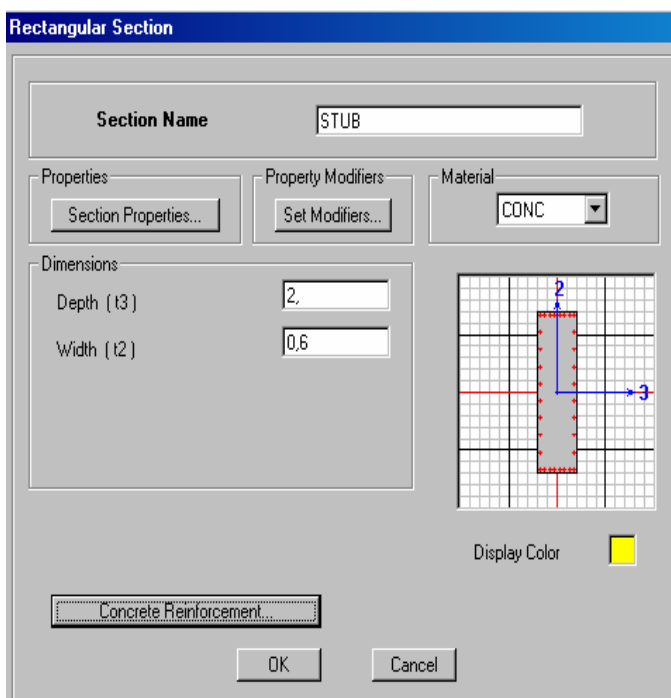 Rectangular Section
Section Name STUB
Properties Property Modifiers Material
Section Properties... Set Modifiers... CONC
Dimensions
Depth ( t3 ) 2,
Width ( t2 ) 0,6
2
3
Display Color
Concrete Reinforcement...
OK Cancel